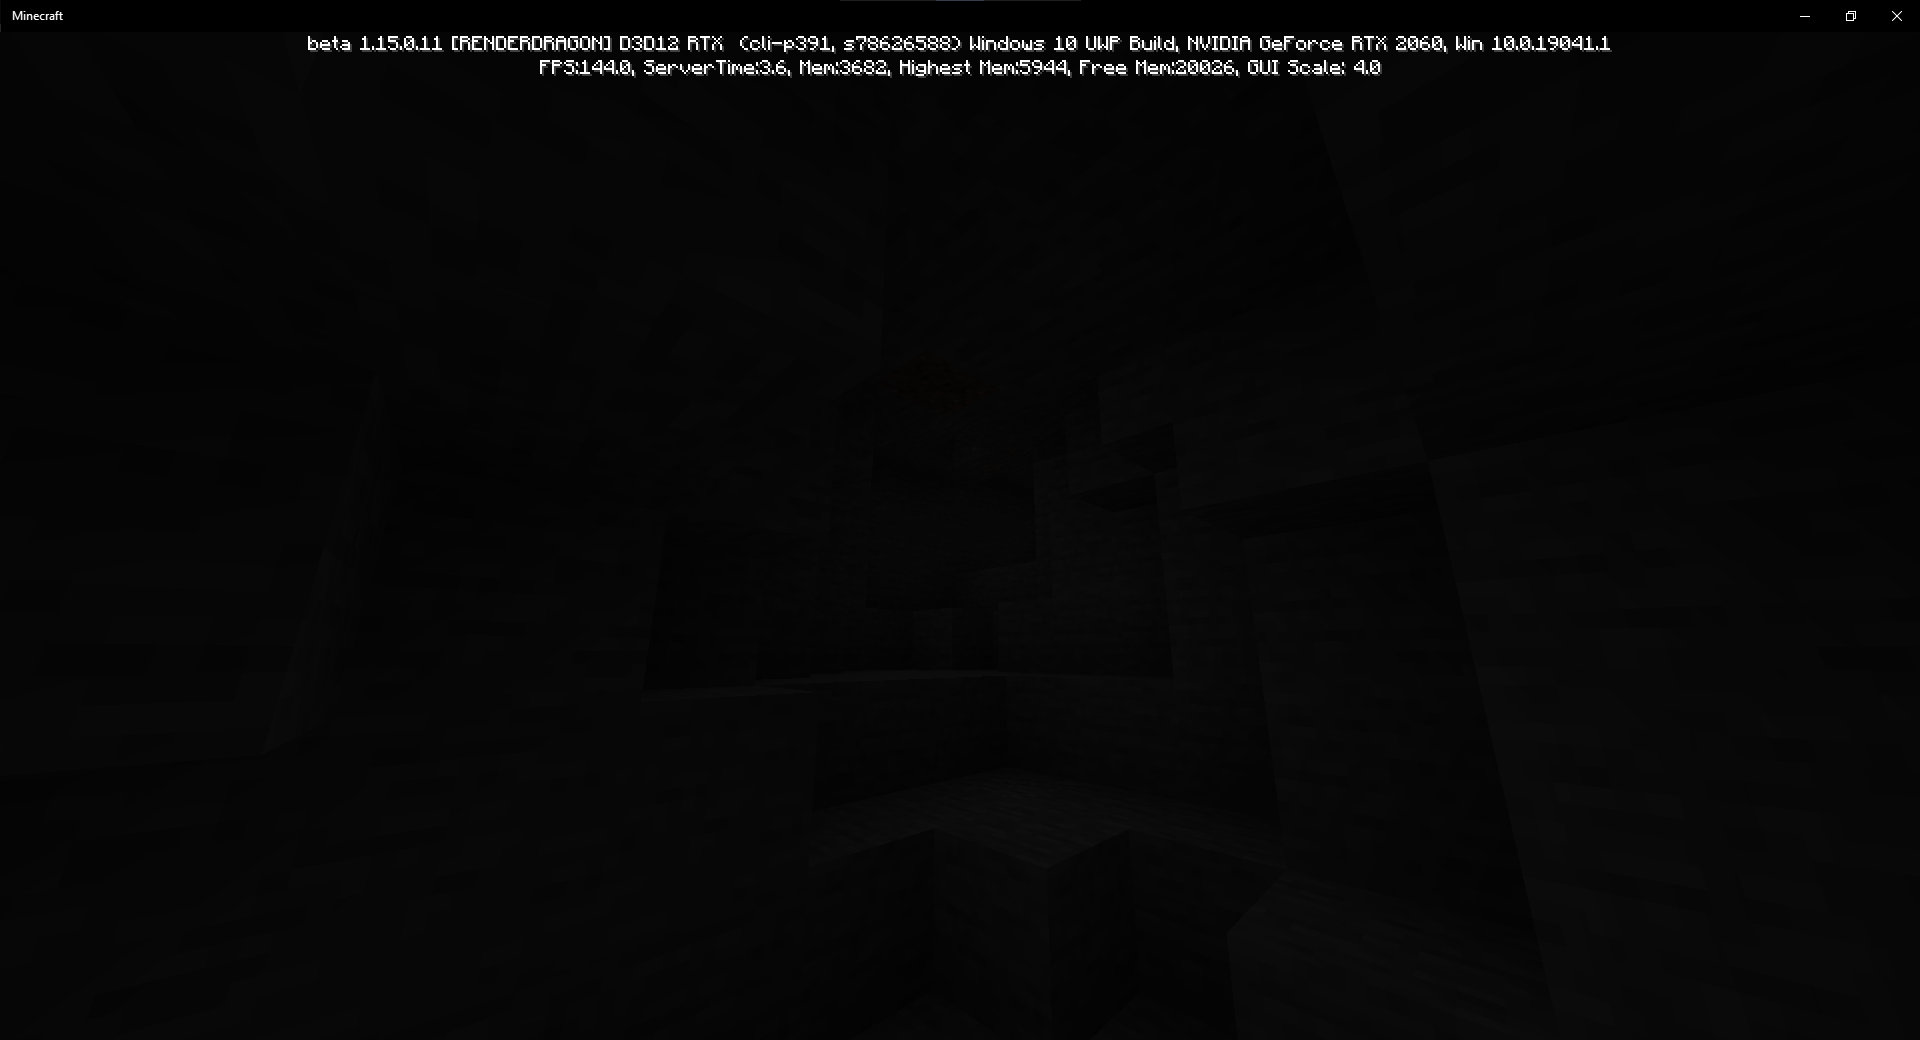 Minecraft
beta 1.15.0.11 [RENDERDRAGON] D3D12 RTX  (cli-p391, s78626588) Windows 10 UWP Build, NVIDIA GeForce RTX 2060, Win 10.0.19041.1
FPS:144.0, ServerTime:3.6, Mem:3682, Highest Mem:5944, Free Mem:20026, GUI Scale: 4.0